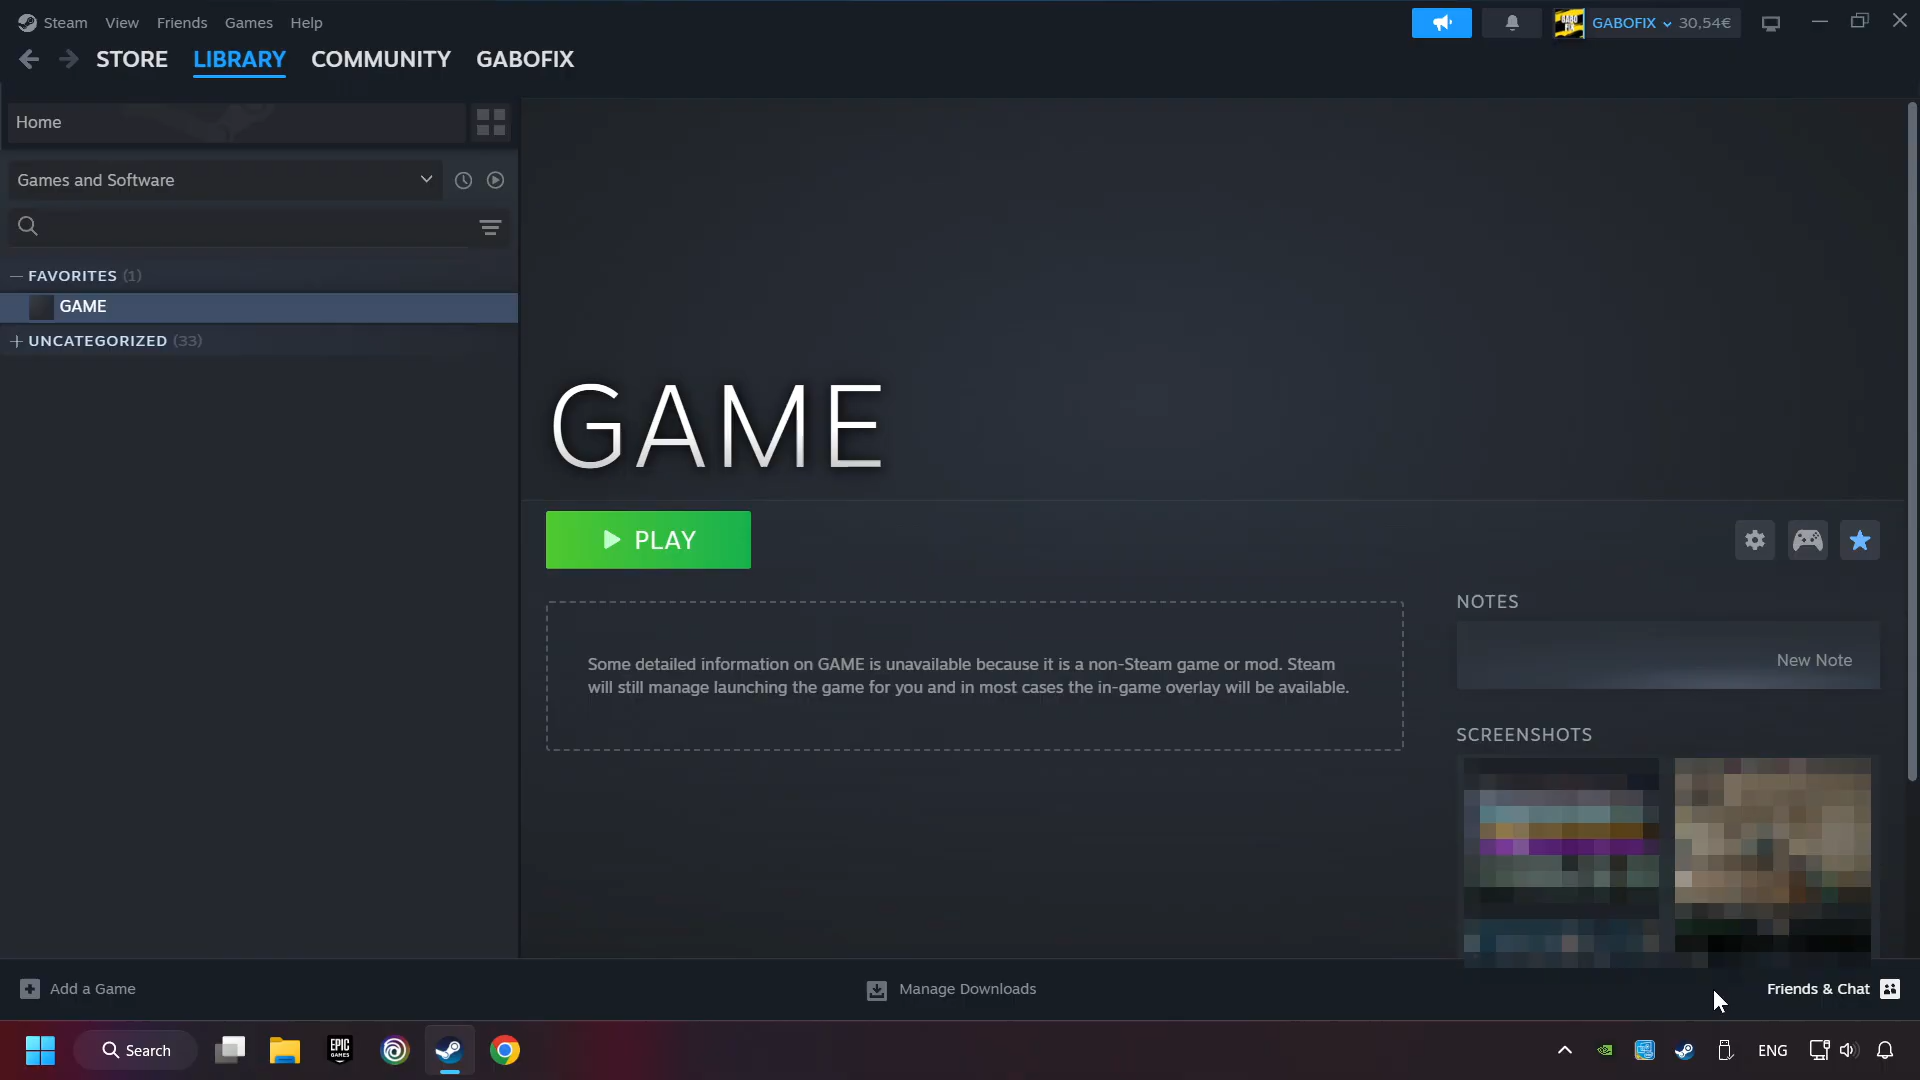 Steam View Friends Games Help
GABOFIX 30,54€
STORE LIBRARY COMMUNITY GABOFIX
Home
Games and Software
— FAVORITES (1)
GAME
+ UNCATEGORIZED (33)
GAME
PLAY
Some detailed information on GAME is unavailable because it is a non-Steam game or mod. Steam
will still manage launching the game for you and in most cases the in-game overlay will be available.
NOTES
New Note
SCREENSHOTS
Add a Game
Manage Downloads
Friends & Chat
Search
EPIC
GAMES
ENG